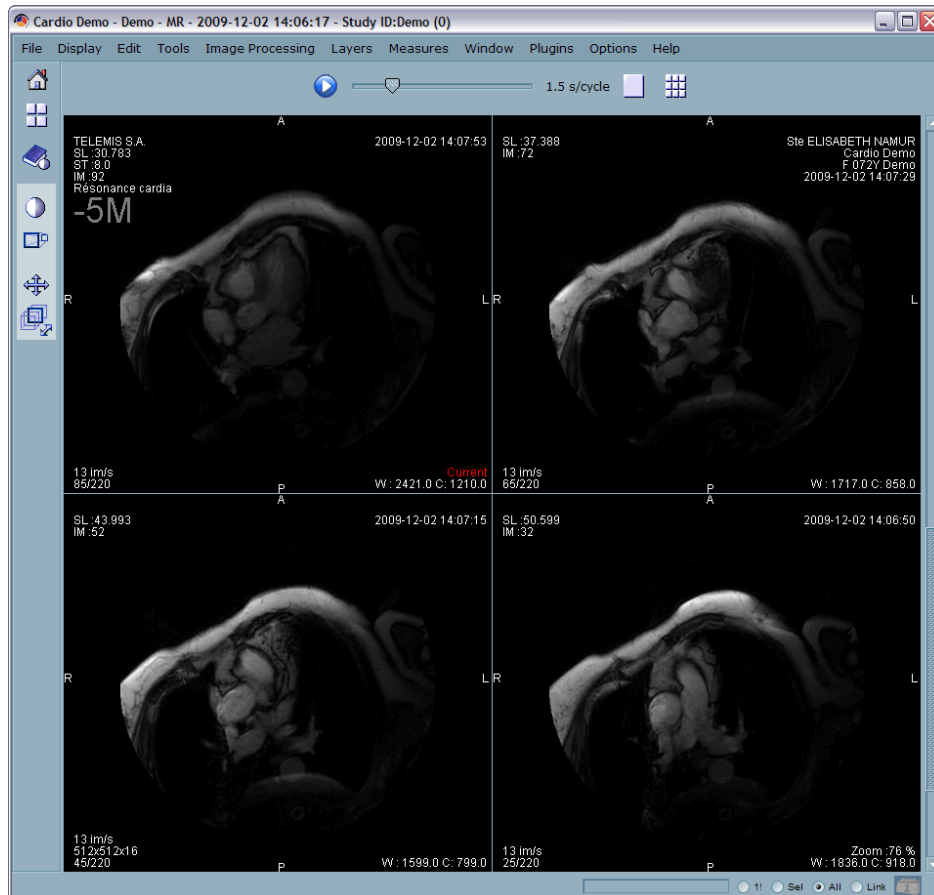 Cardio Demo - Demo - MR - 2009-12-02 14:06:17 - Study ID:Demo (0)
File Display Edit Tools Image Processing Layers Measures Window Plugins Options Help
1.5 s/cycle
A
TELEMIS S.A. 2009-12-02 14:07:53
SL :30.783
ST :8.0
IM :92
Résonance cardia
-5M
R L
13 im/s Current
85/220 W : 2421.0 C: 1210.0
P
A
SL :37.388 Ste ELISABETH NAMUR
IM :72 Cardio Demo
F 072Y Demo
2009-12-02 14:07:29
R L
13 im/s
65/220 W : 1717.0 C: 858.0
P
A
SL :43.993 2009-12-02 14:07:15
IM :52
R L
13 im/s
512x512x16
45/220 W : 1599.0 C: 799.0
P
A
SL :50.599 2009-12-02 14:06:50
IM :32
R L
13 im/s Zoom :76 %
25/220 W : 1836.0 C: 918.0
P
1! Sel All Link